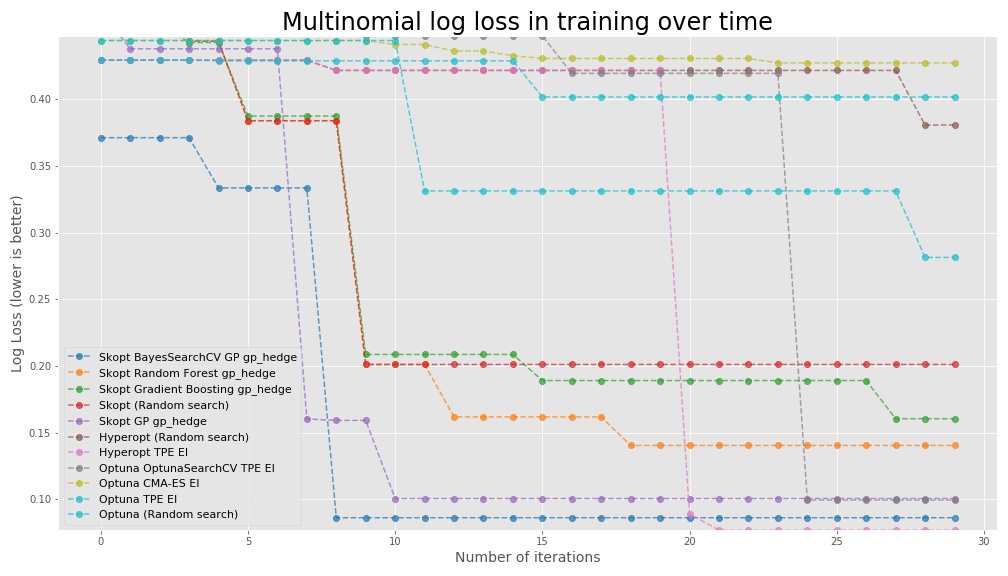 Multinomial log loss in training over time
Log Loss (lower is better)
0.40
0.35
0.30
0.25
0.20
0.15
0.10
Skopt BayesSearchCV GP gp_hedge
Skopt Random Forest gp_hedge
Skopt Gradient Boosting gp_hedge
Skopt (Random search)
Skopt GP gp_hedge
Hyperopt (Random search)
Hyperopt TPE EI
Optuna OptunaSearchCV TPE EI
Optuna CMA-ES EI
Optuna TPE EI
Optuna (Random search)
0 5 10 15 20 25 30
Number of iterations